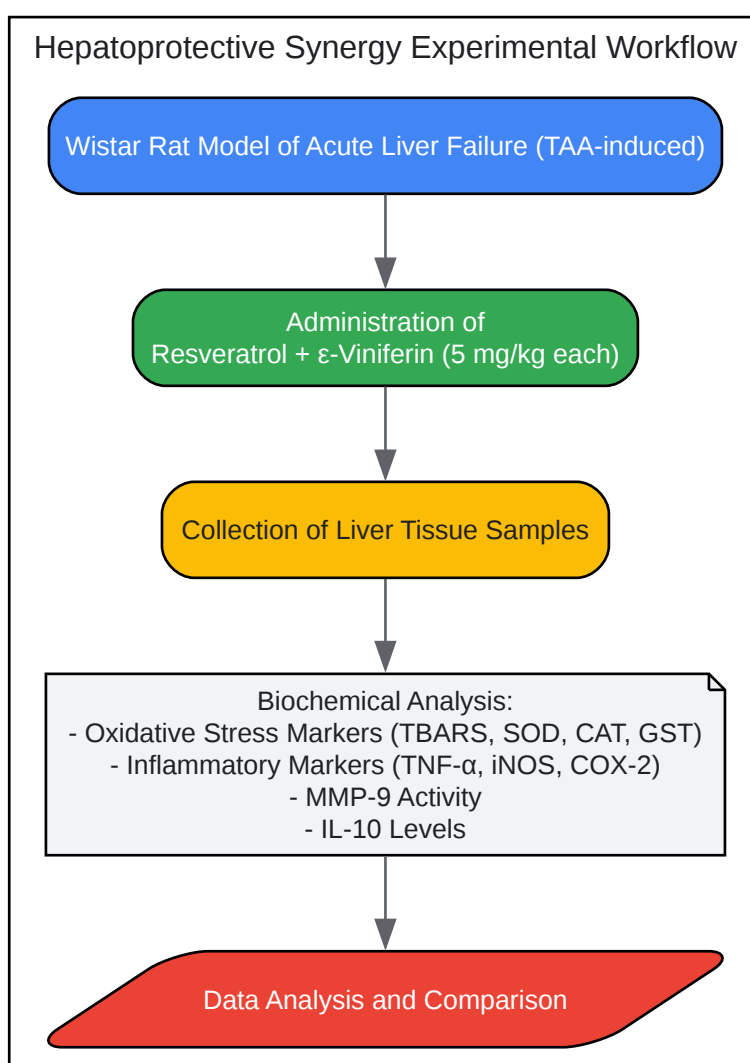 Hepatoprotective Synergy Experimental Workflow
Wistar Rat Model of Acute Liver Failure (TAA-induced)
Administration of
Resveratrol + ε-Viniferin (5 mg/kg each)
Collection of Liver Tissue Samples
Biochemical Analysis:
- Oxidative Stress Markers (TBARS, SOD, CAT, GST)
- Inflammatory Markers (TNF-α, iNOS, COX-2)
- MMP-9 Activity
- IL-10 Levels
Data Analysis and Comparison